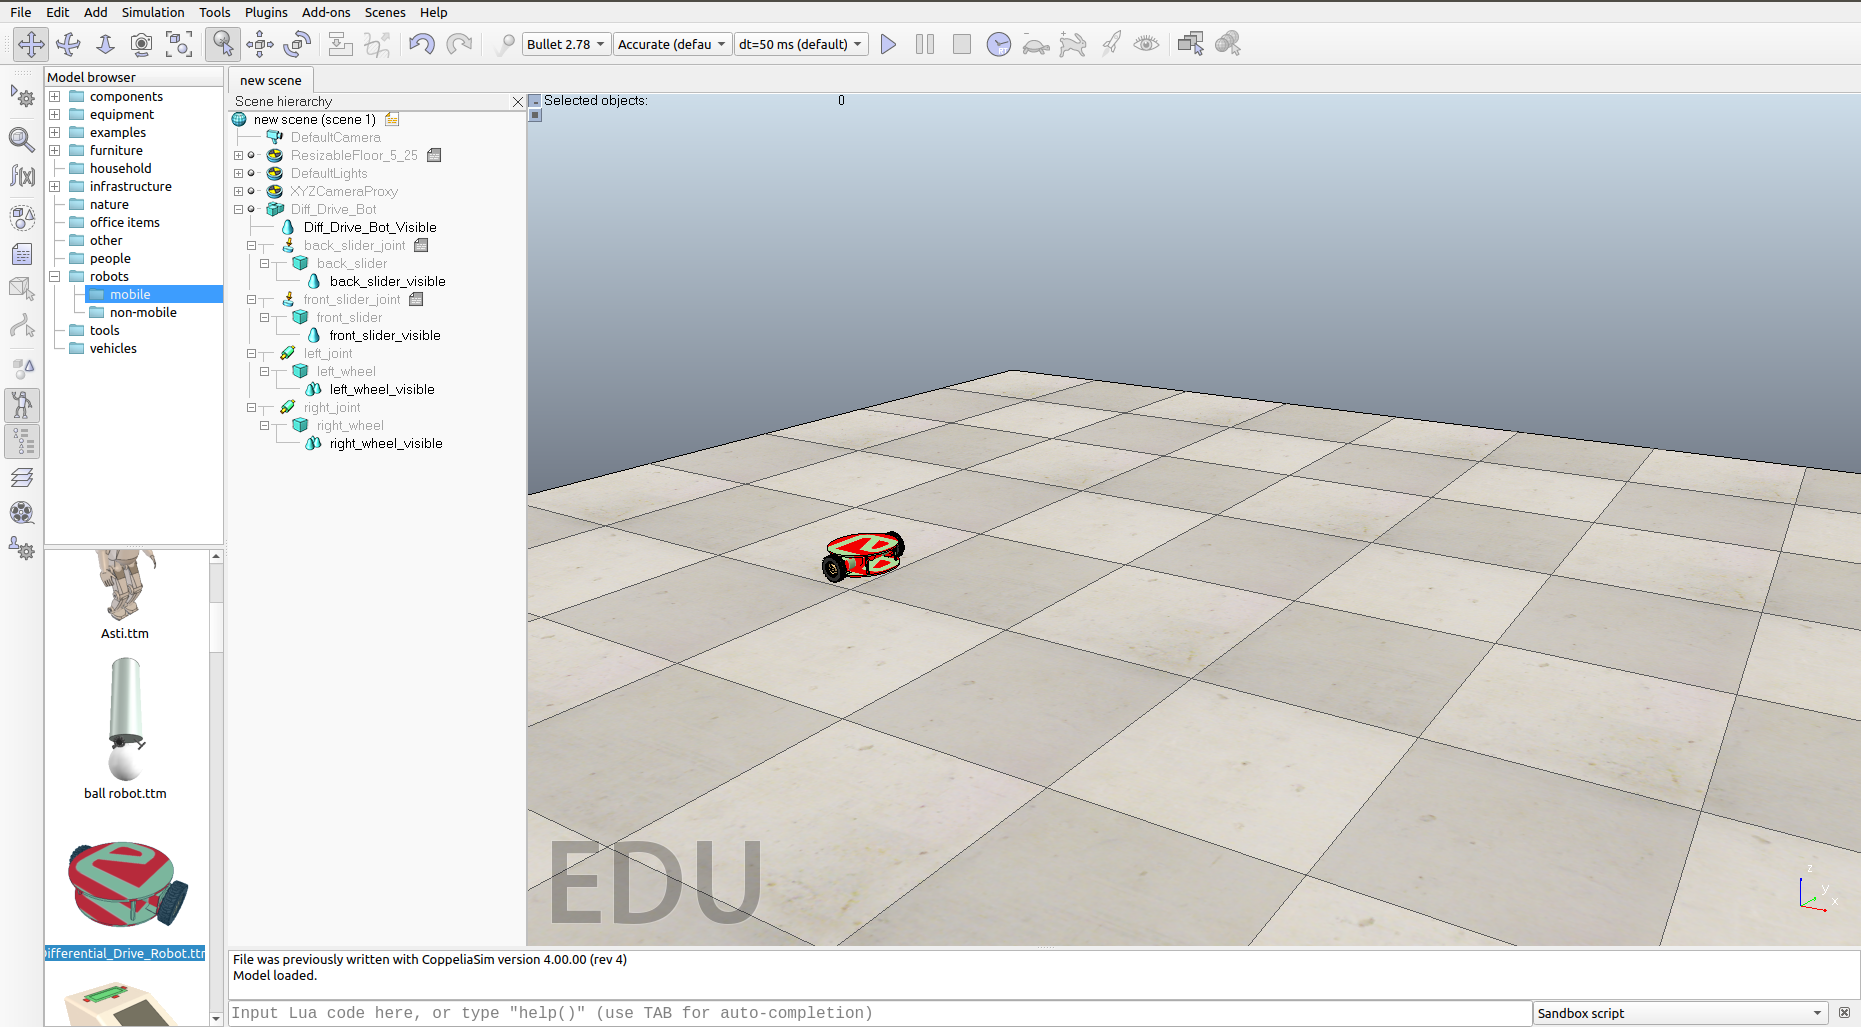 File Edit Add Simulation Tools Plugins Add-ons Scenes Help
Bullet 2.78 Accurate (defau dt=50 ms (default)
RT
Model browser
components
equipment
examples
furniture
household
infrastructure
nature
office items
other
people
robots
mobile
non-mobile
tools
vehicles
Asti.ttm
ball robot.ttm
ifferential_Drive_Robot.ttm
new scene
Scene hierarchy
new scene (scene 1)
DefaultCamera
ResizableFloor_5_25
DefaultLights
XYZCameraProxy
Diff_Drive_Bot
Diff_Drive_Bot_Visible
back_slider_joint
back_slider
back_slider_visible
front_slider_joint
front_slider
front_slider_visible
left_joint
left_wheel
left_wheel_visible
right_joint
right_wheel
right_wheel_visible
Selected objects: 0
EDU
z
y
x
File was previously written with CoppeliaSim version 4.00.00 (rev 4)
Model loaded.
Input Lua code here, or type "help()" (use TAB for auto-completion)
Sandbox script
f(x)